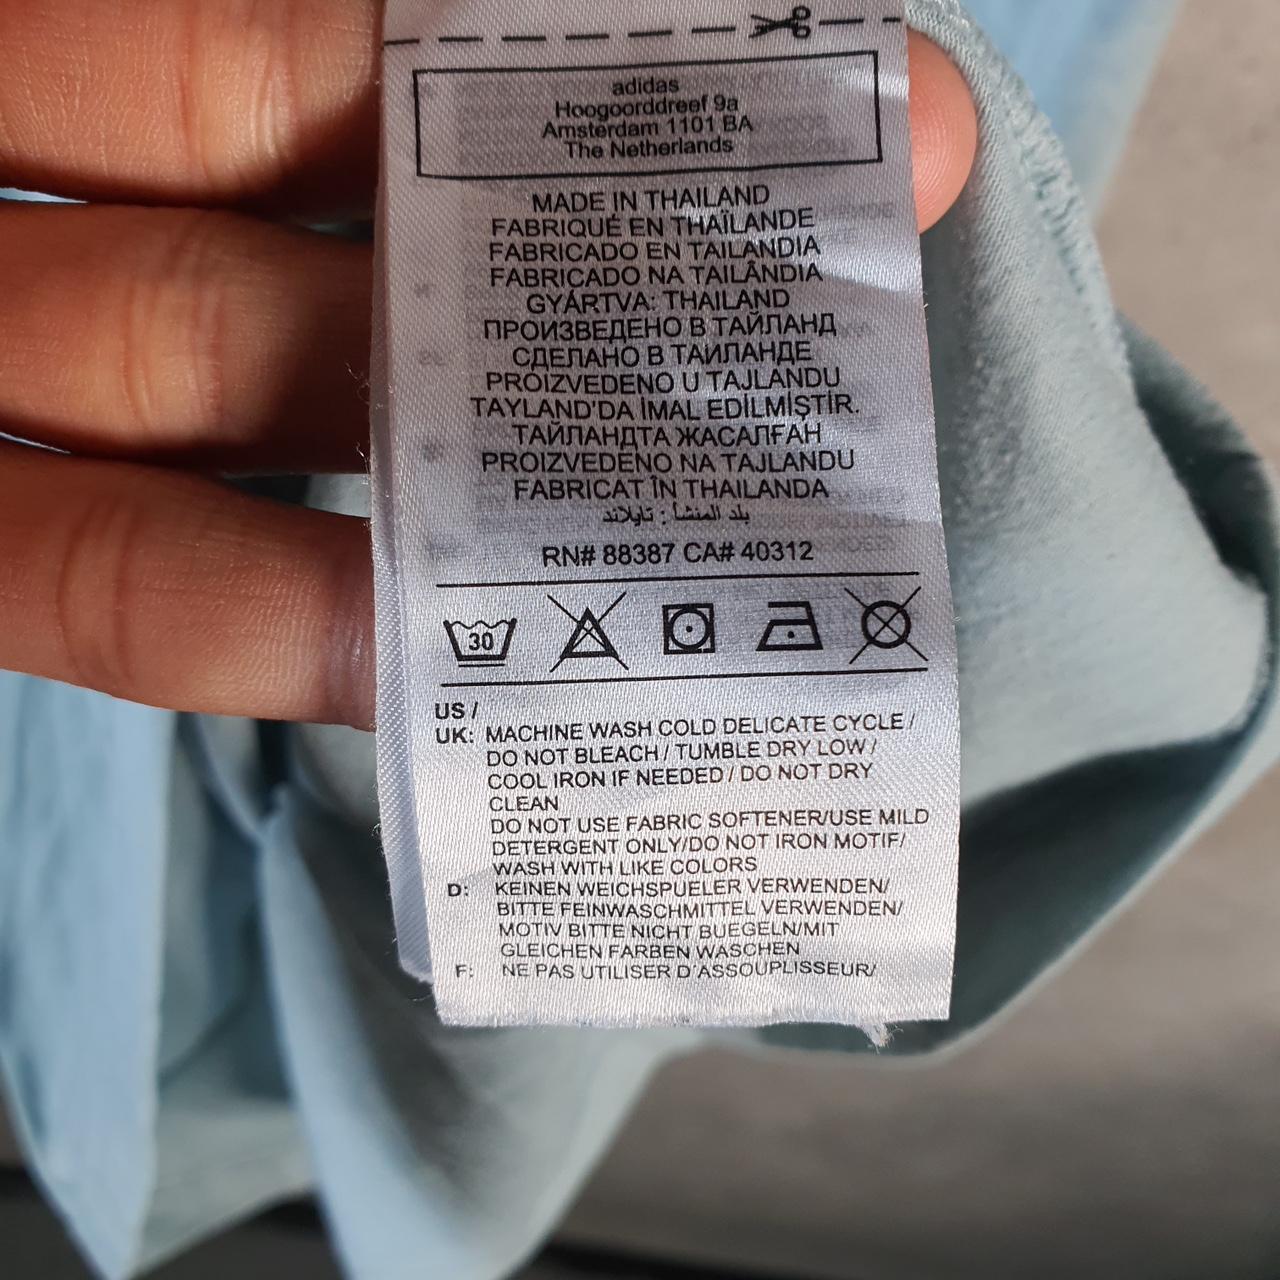 adidas
Hoogoorddreef 9a
Amsterdam 1101 BA
The Netherlands
MADE IN THAILAND
FABRIQUÉ EN THAÏLANDE
FABRICADO EN TAILANDIA
FABRICADO NA TAILÂNDIA
GYÁRTVA: THAILAND
ПРОИЗВЕДЕНО В ТАЙЛАНД
СДЕЛАНО В ТАИЛАНДЕ
PROIZVEDENO U TAJLANDU
TAYLAND'DA İMAL EDİLMİŞTİR.
ТАЙЛАНДТА ЖАСАЛҒАН
PROIZVEDENO NA TAJLANDU
FABRICAT ÎN THAILANDA
بلد المنشأ : تايلاند
RN# 88387 CA# 40312
30
US /
UK: MACHINE WASH COLD DELICATE CYCLE /
DO NOT BLEACH / TUMBLE DRY LOW /
COOL IRON IF NEEDED / DO NOT DRY
CLEAN
DO NOT USE FABRIC SOFTENER/USE MILD
DETERGENT ONLY/DO NOT IRON MOTIF/
WASH WITH LIKE COLORS
D: KEINEN WEICHSPUELER VERWENDEN/
BITTE FEINWASCHMITTEL VERWENDEN/
MOTIV BITTE NICHT BUEGELN/MIT
GLEICHEN FARBEN WASCHEN
F: NE PAS UTILISER D'ASSOUPLISSEUR/